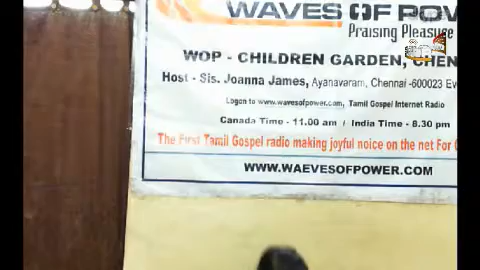 WAVES OF POW
Praising Pleasure
WOP - CHILDREN GARDEN, CHEN
Host - Sis. Joanna James, Ayanavaram, Chennai -600023 Ev
Logon to www.wavesofpower.com, Tamil Gospel Internet Radio
Canada Time - 11.00 am / India Time - 8.30 pm
The First Tamil Gospel radio making joyful noice on the net For
WWW.WAEVESOFPOWER.COM